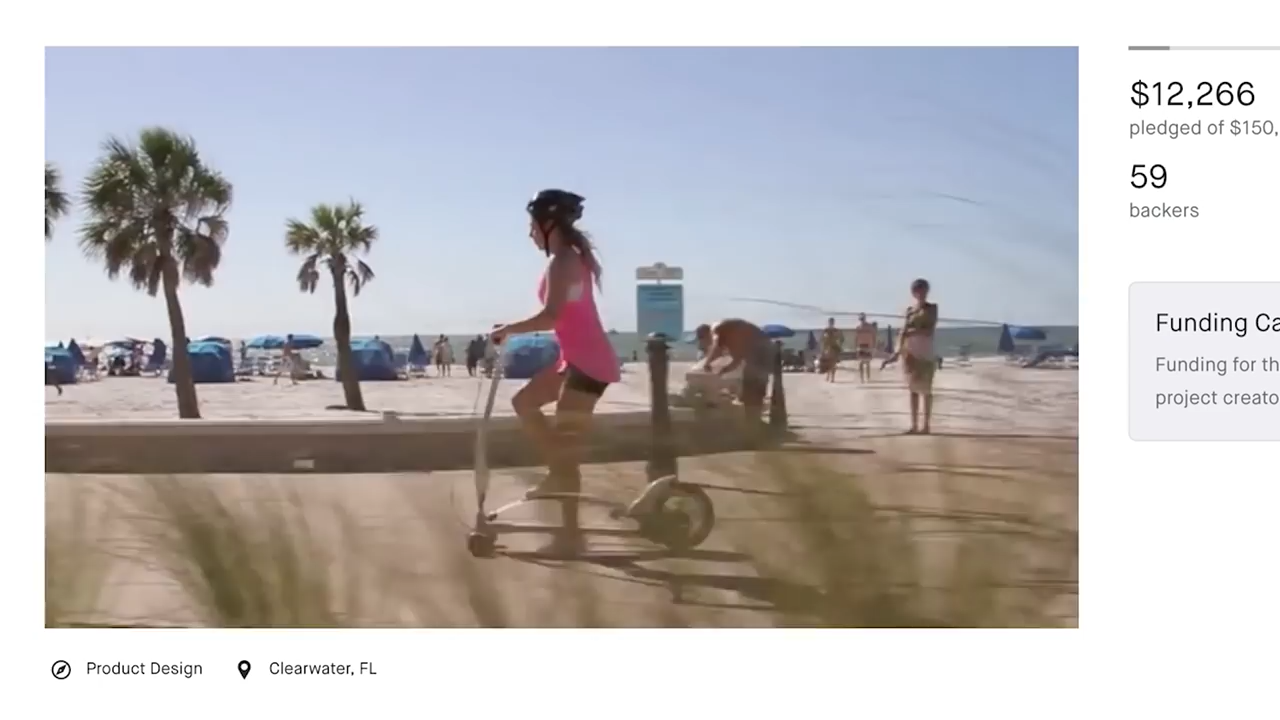 $12,266
pledged of $150,
59
backers
Funding Ca
Funding for th
project creato
Product Design
Clearwater, FL